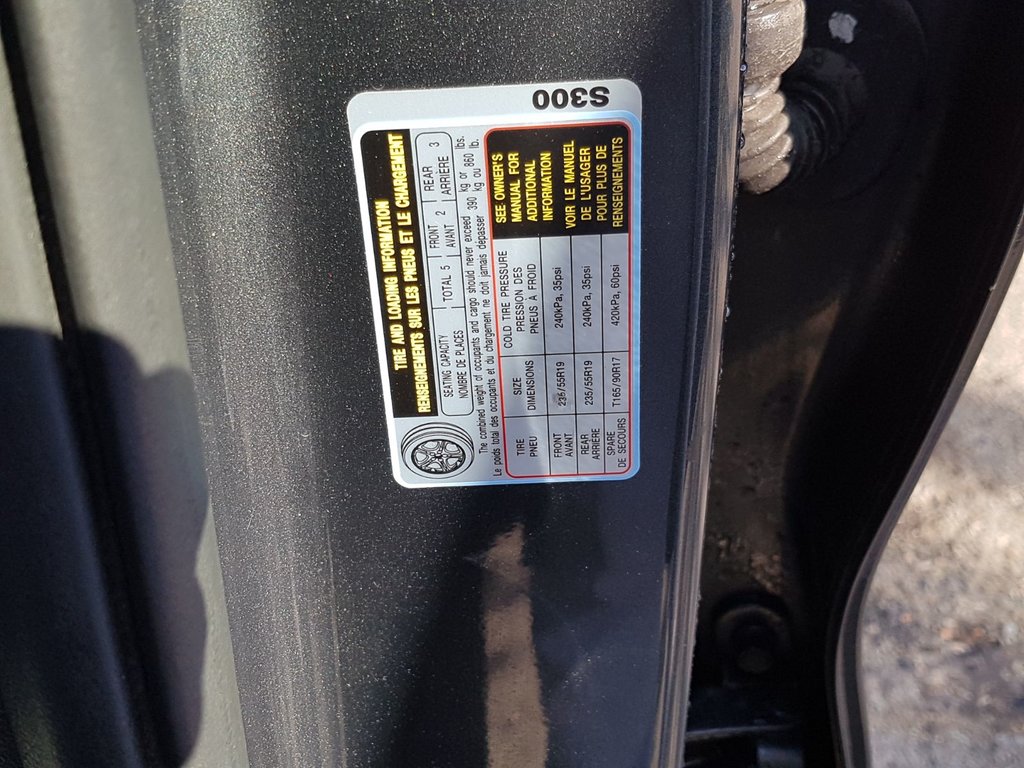 S300
TIRE AND LOADING INFORMATION
RENSEIGNEMENTS SUR LES PNEUS ET LE CHARGEMENT
SEATING CAPACITY
NOMBRE DE PLACES
TOTAL 5
FRONT
AVANT 2
REAR
ARRIÈRE 3
The combined weight of occupants and cargo should never exceed 390 kg or 860 lbs.
Le poids total des occupants et du chargement ne doit jamais dépasser 390 kg ou 860 lb.
TIRE
PNEU
SIZE
DIMENSIONS
COLD TIRE PRESSURE
PRESSION DES
PNEUS À FROID
FRONT
AVANT
235/55R19
240kPa, 35psi
REAR
ARRIÈRE
235/55R19
240kPa, 35psi
SPARE
DE SECOURS
T165/90R17
420kPa, 60psi
SEE OWNER'S
MANUAL FOR
ADDITIONAL
INFORMATION
VOIR LE MANUEL
DE L'USAGER
POUR PLUS DE
RENSEIGNEMENTS